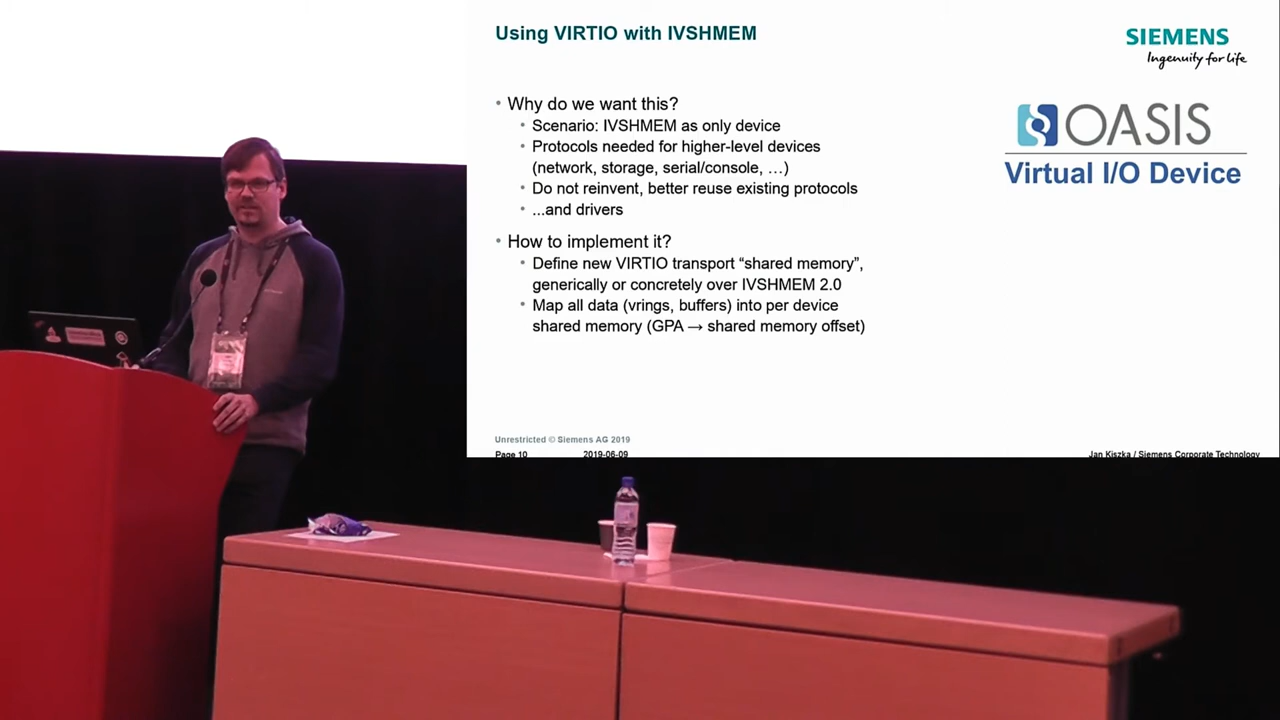 Using VIRTIO with IVSHMEM
SIEMENS
Ingenuity for life
• Why do we want this?
• Scenario: IVSHMEM as only device
• Protocols needed for higher-level devices
(network, storage, serial/console, …)
• Do not reinvent, better reuse existing protocols
• ...and drivers
• How to implement it?
• Define new VIRTIO transport “shared memory”,
generically or concretely over IVSHMEM 2.0
• Map all data (vrings, buffers) into per device
shared memory (GPA → shared memory offset)
OASIS
Virtual I/O Device
Unrestricted © Siemens AG 2019
Page 10 2019-06-09 Jan Kiszka / Siemens Corporate Technology